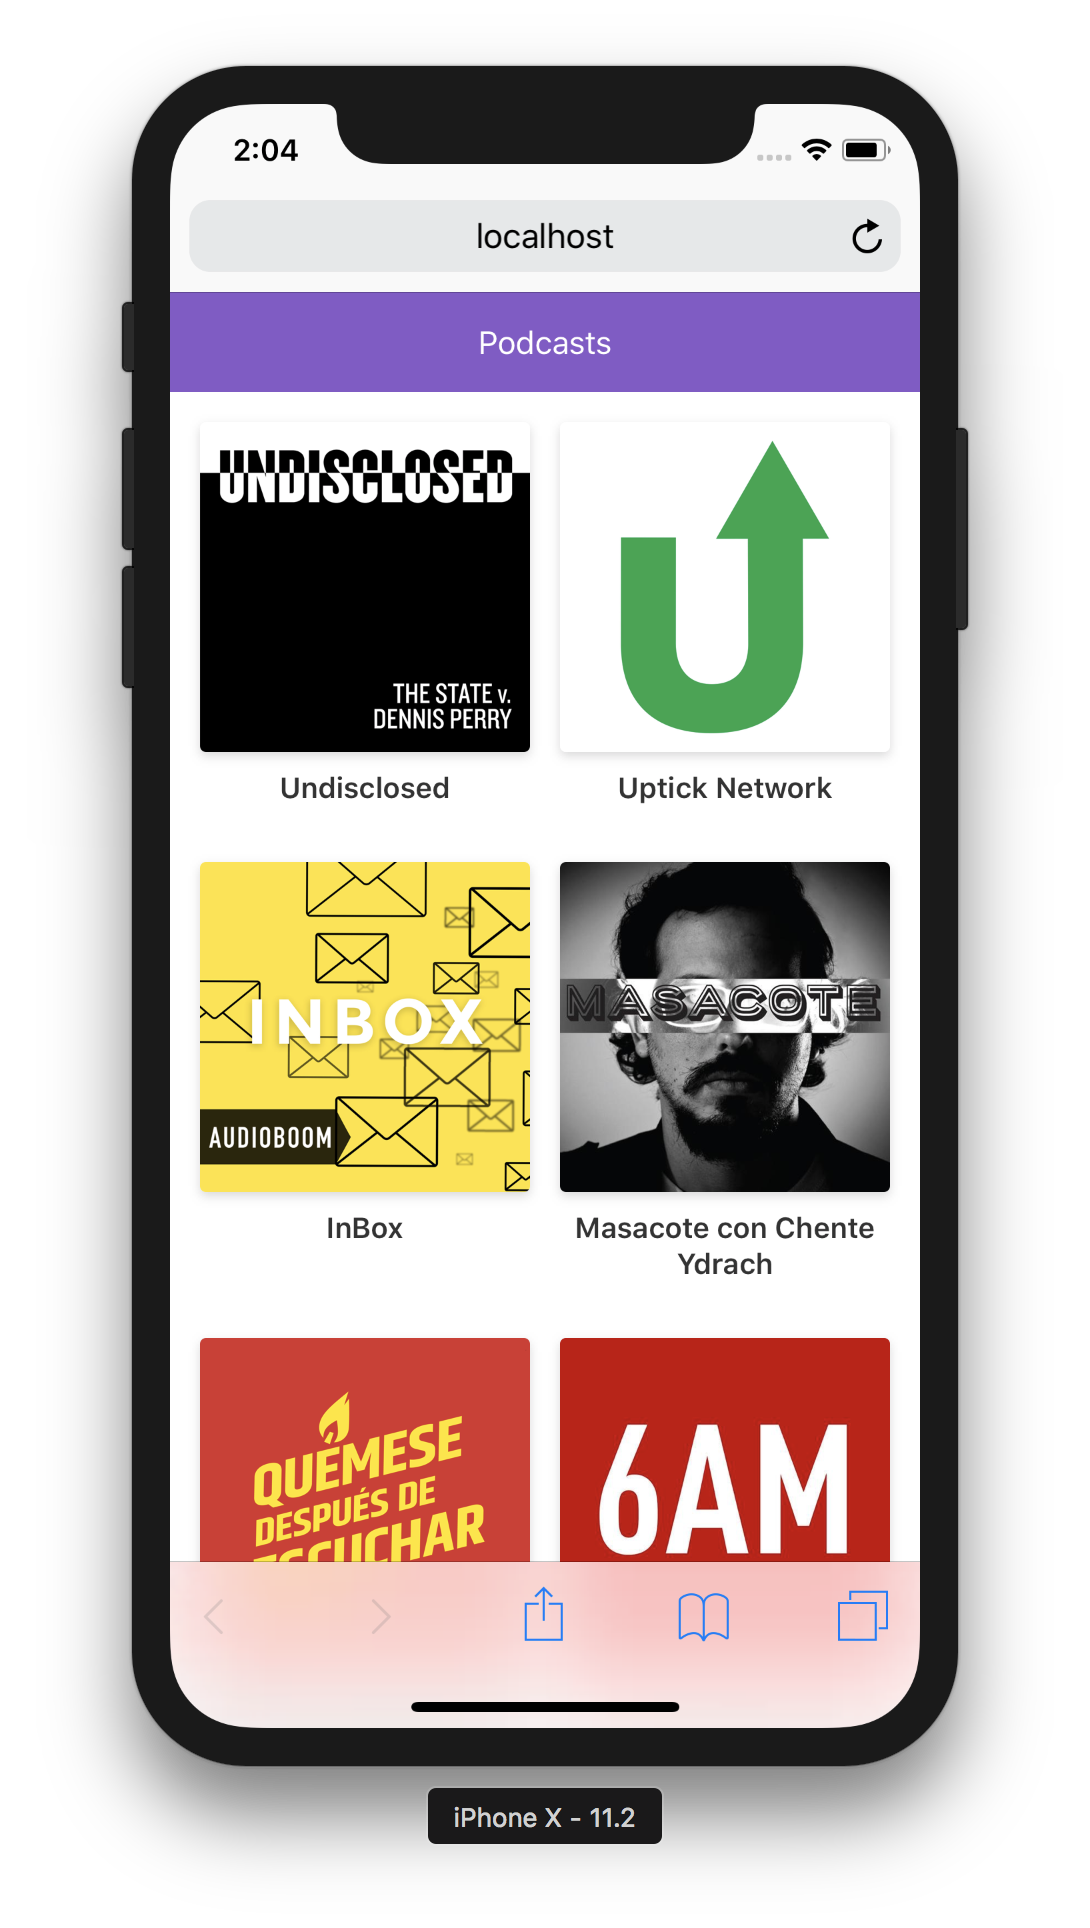 2:04
localhost
Podcasts
UNDISCLOSED
THE STATE v.
DENNIS PERRY
Undisclosed
Uptick Network
INBOX
AUDIOBOOM
InBox
MASACOTE
Masacote con Chente
Ydrach
QUÉMESE
DESPUÉS DE
ESCUCHAR
6AM
iPhone X - 11.2